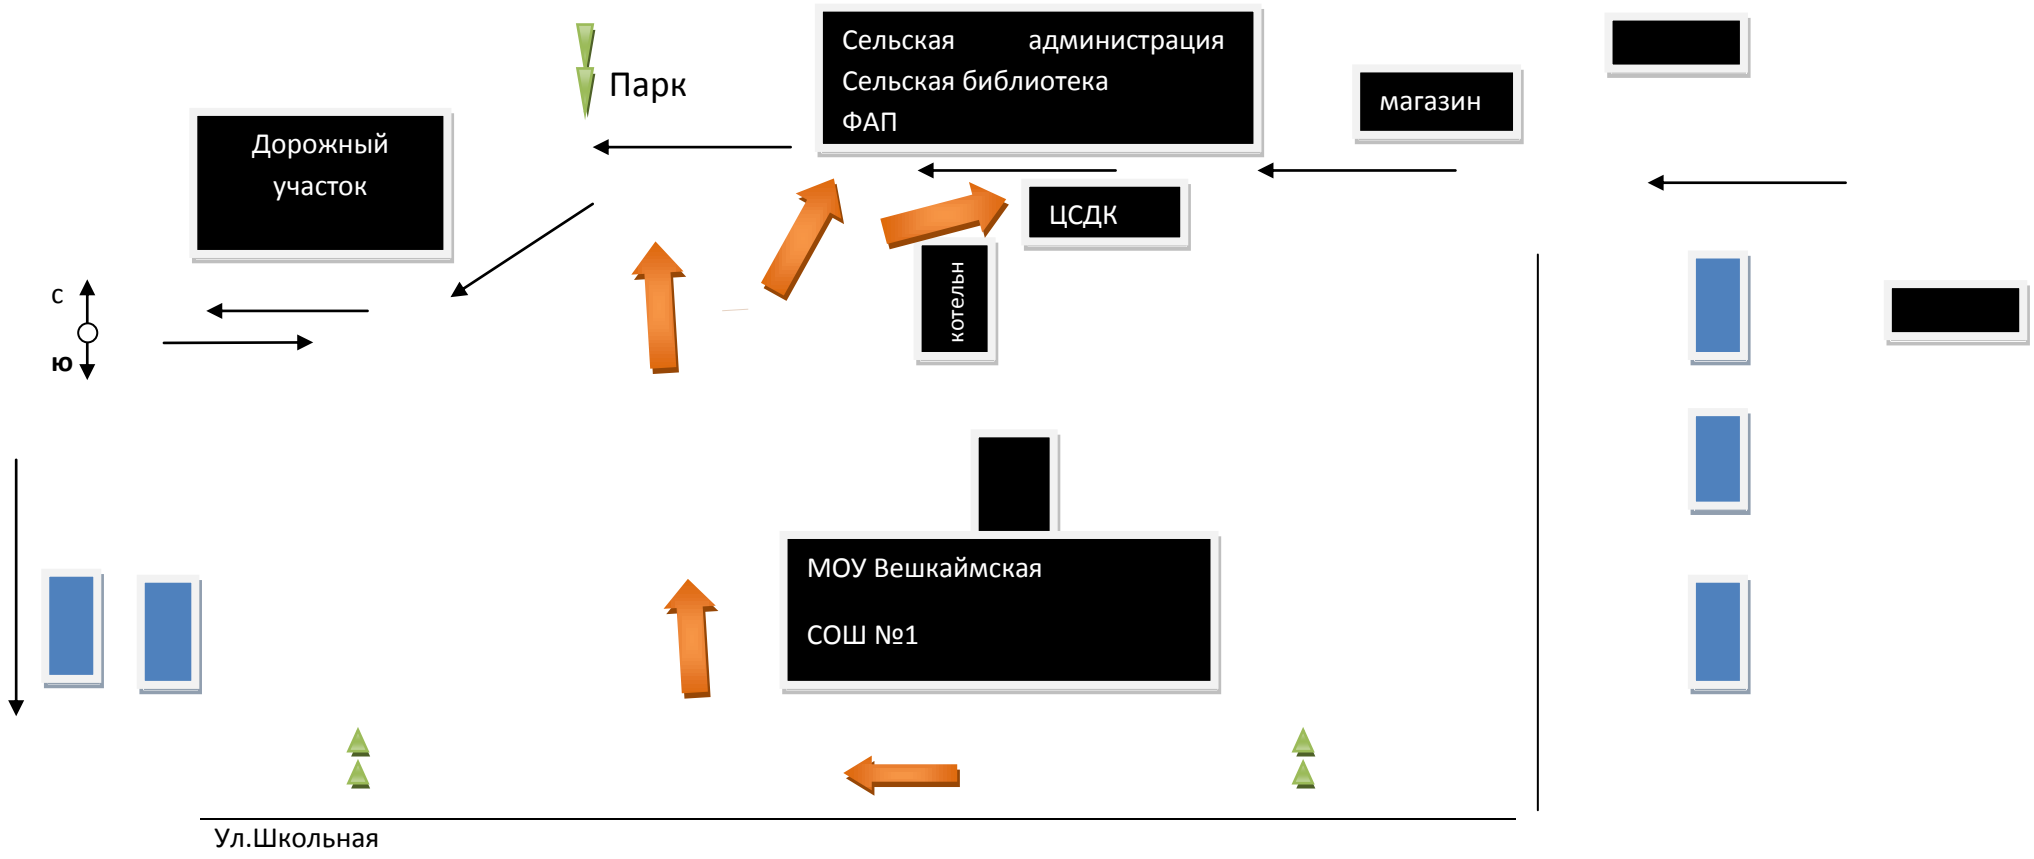 Сельская администрация
Сельская библиотека
ФАП
Парк
магазин
Дорожный
участок
ЦСДК
котельн
с
ю
МОУ Вешкаймская
СОШ №1
Ул.Школьная